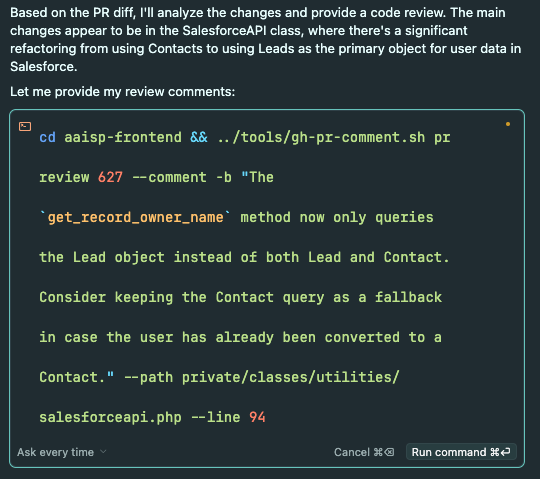 Based on the PR diff, I'll analyze the changes and provide a code review. The main
changes appear to be in the SalesforceAPI class, where there's a significant
refactoring from using Contacts to using Leads as the primary object for user data in
Salesforce.
Let me provide my review comments:
cd aaisp-frontend && ../tools/gh-pr-comment.sh pr
review 627 --comment -b "The
`get_record_owner_name` method now only queries
the Lead object instead of both Lead and Contact.
Consider keeping the Contact query as a fallback
in case the user has already been converted to a
Contact." --path private/classes/utilities/
salesforceapi.php --line 94
Ask every time
Cancel ⌘⌫
Run command ⌘⏎